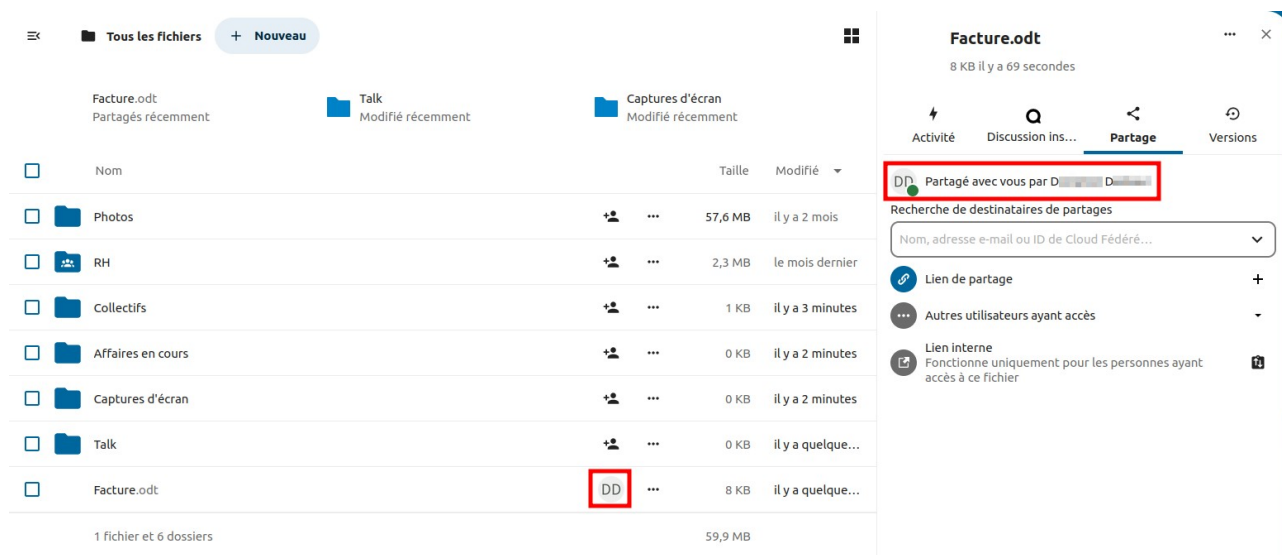 Tous les fichiers + Nouveau
Facture.odt
Partagés récemment
Talk
Modifié récemment
Captures d'écran
Modifié récemment
Nom Taille Modifié
Photos 57,6 MB il y a 2 mois
RH 2,3 MB le mois dernier
Collectifs 1 KB il y a 3 minutes
Affaires en cours 0 KB il y a 2 minutes
Captures d'écran 0 KB il y a 2 minutes
Talk 0 KB il y a quelque…
Facture.odt DD 8 KB il y a quelque…
1 fichier et 6 dossiers 59,9 MB
Facture.odt
8 KB il y a 69 secondes
Activité Discussion ins… Partage Versions
DD Partagé avec vous par D D
Recherche de destinataires de partages
Nom, adresse e-mail ou ID de Cloud Fédéré…
Lien de partage +
Autres utilisateurs ayant accès
Lien interne
Fonctionne uniquement pour les personnes ayant
accès à ce fichier